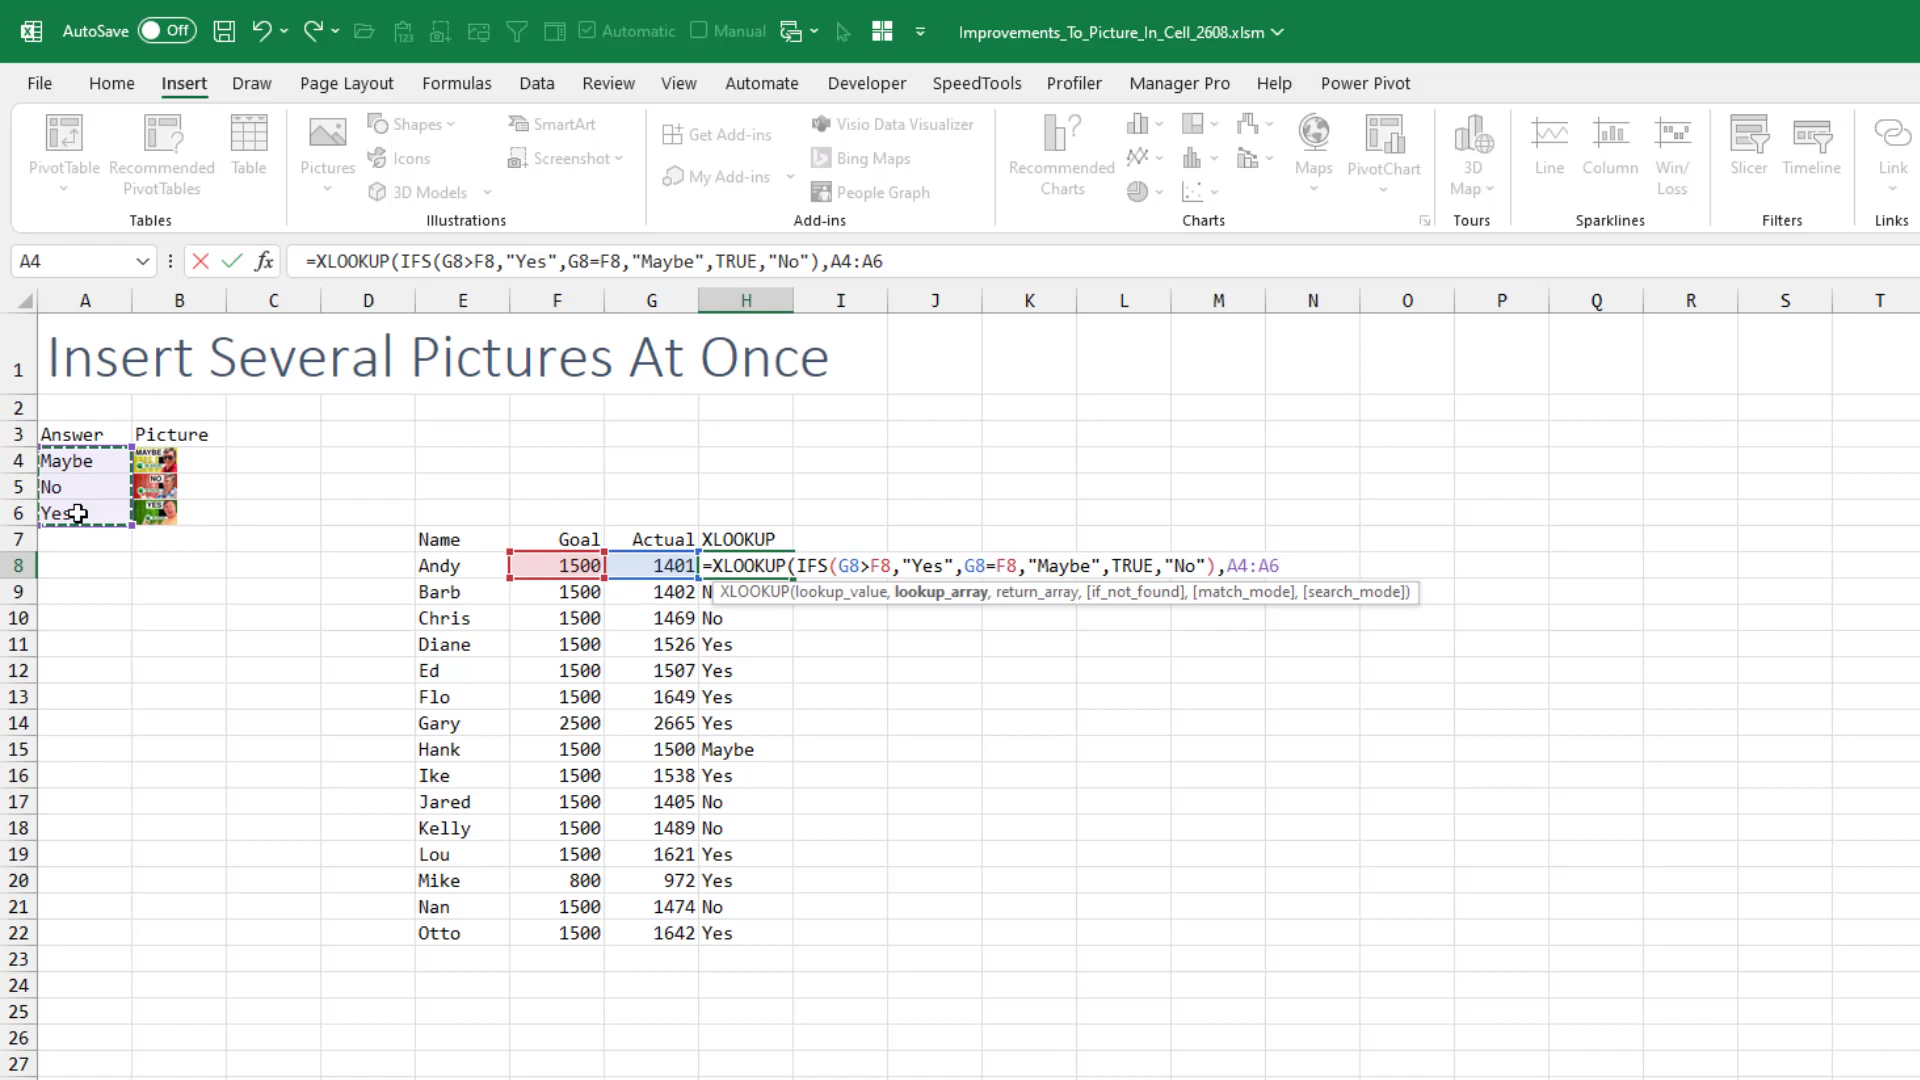 AutoSave Off Automatic Manual Improvements_To_Picture_In_Cell_2608.xlsm
File Home Insert Draw Page Layout Formulas Data Review View Automate Developer SpeedTools Profiler Manager Pro Help Power Pivot
PivotTable
Recommended
PivotTables
Table
Tables
Pictures
Shapes
Icons
3D Models
SmartArt
Screenshot
Illustrations
Get Add-ins
My Add-ins
Visio Data Visualizer
Bing Maps
People Graph
Add-ins
Recommended
Charts
Maps
PivotChart
Charts
3D
Map
Tours
Line
Column
Win/
Loss
Sparklines
Slicer
Timeline
Filters
Link
Links
A4 fx =XLOOKUP(IFS(G8>F8,"Yes",G8=F8,"Maybe",TRUE,"No"),A4:A6
A B C D E F G H I J K L M N O P Q R S T
1 Insert Several Pictures At Once
2
3 Answer Picture
4 Maybe MAYBE
5 No NO
6 Yes YES
7 Name Goal Actual XLOOKUP
8 Andy 1500 1401 =XLOOKUP(IFS(G8>F8,"Yes",G8=F8,"Maybe",TRUE,"No"),A4:A6
9 Barb 1500 1402 N XLOOKUP(lookup_value, lookup_array, return_array, [if_not_found], [match_mode], [search_mode])
10 Chris 1500 1469 No
11 Diane 1500 1526 Yes
12 Ed 1500 1507 Yes
13 Flo 1500 1649 Yes
14 Gary 2500 2665 Yes
15 Hank 1500 1500 Maybe
16 Ike 1500 1538 Yes
17 Jared 1500 1405 No
18 Kelly 1500 1489 No
19 Lou 1500 1621 Yes
20 Mike 800 972 Yes
21 Nan 1500 1474 No
22 Otto 1500 1642 Yes
23
24
25
26
27